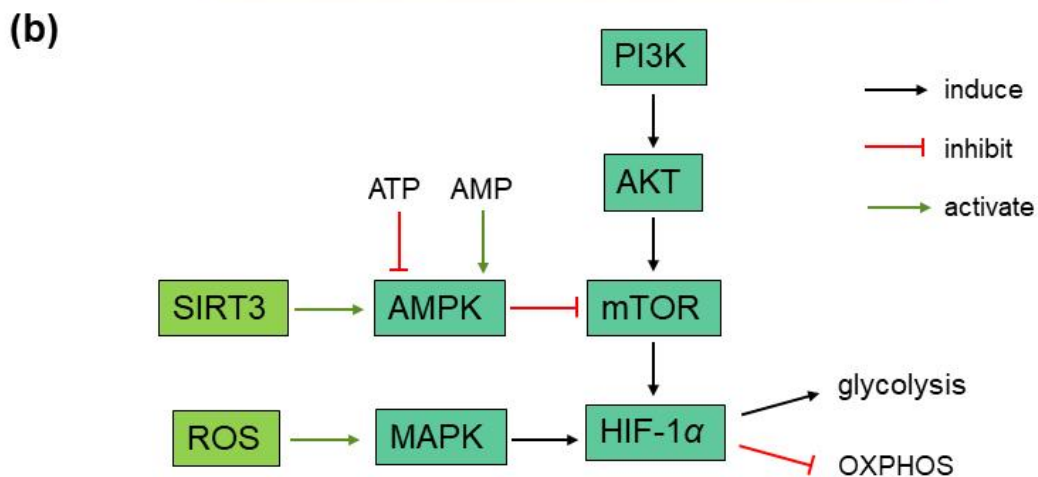 (b)
PI3K
induce
inhibit
AKT
activate
ATP AMP
SIRT3 AMPK mTOR
glycolysis
ROS MAPK HIF-1α
OXPHOS